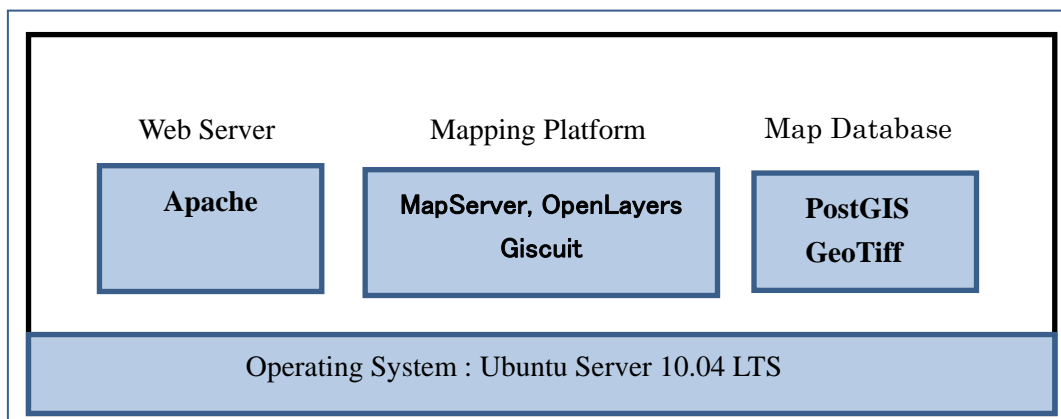 Web Server
Mapping Platform
Map Database
Apache
MapServer, OpenLayers
Giscuit
PostGIS
GeoTiff
Operating System : Ubuntu Server 10.04 LTS